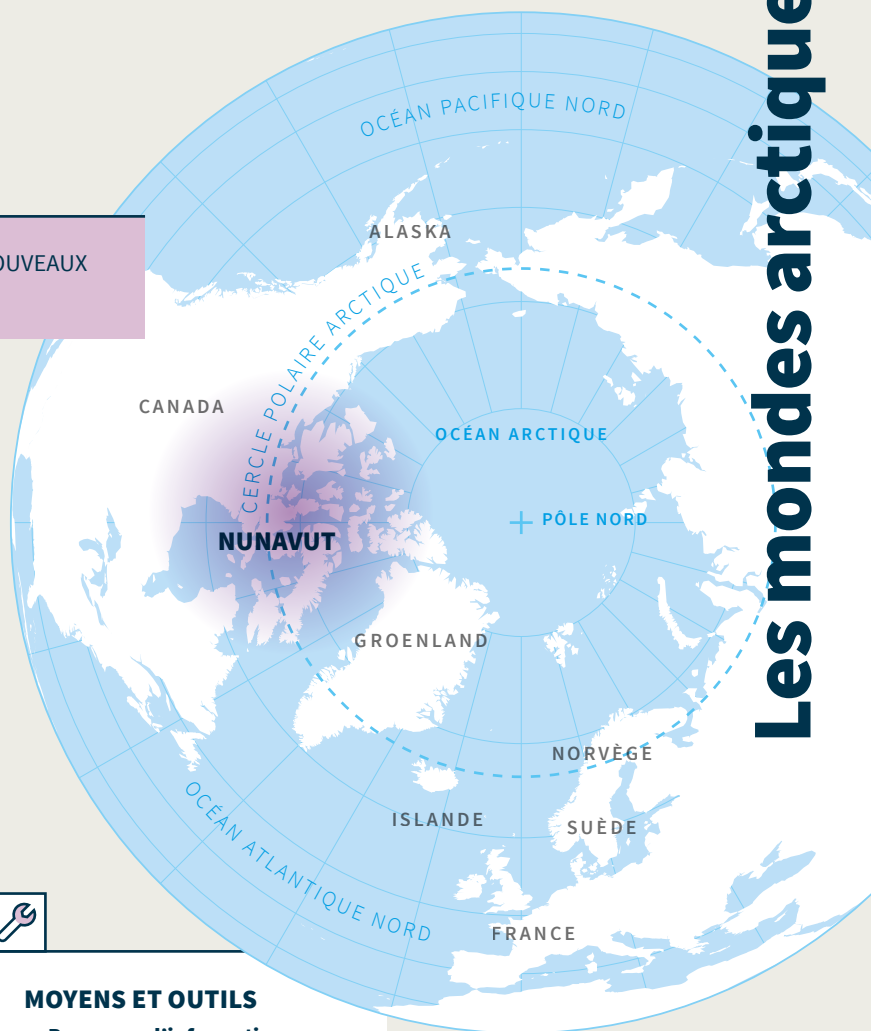 Les mondes arctique
OCÉAN PACIFIQUE NORD
ALASKA
OUVEAUX
CERCLE POLAIRE ARCTIQUE
CANADA
OCÉAN ARCTIQUE
PÔLE NORD
NUNAVUT
GROENLAND
NORVÈGE
ISLANDE
SUÈDE
OCÉAN ATLANTIQUE NORD
FRANCE
MOYENS ET OUTILS